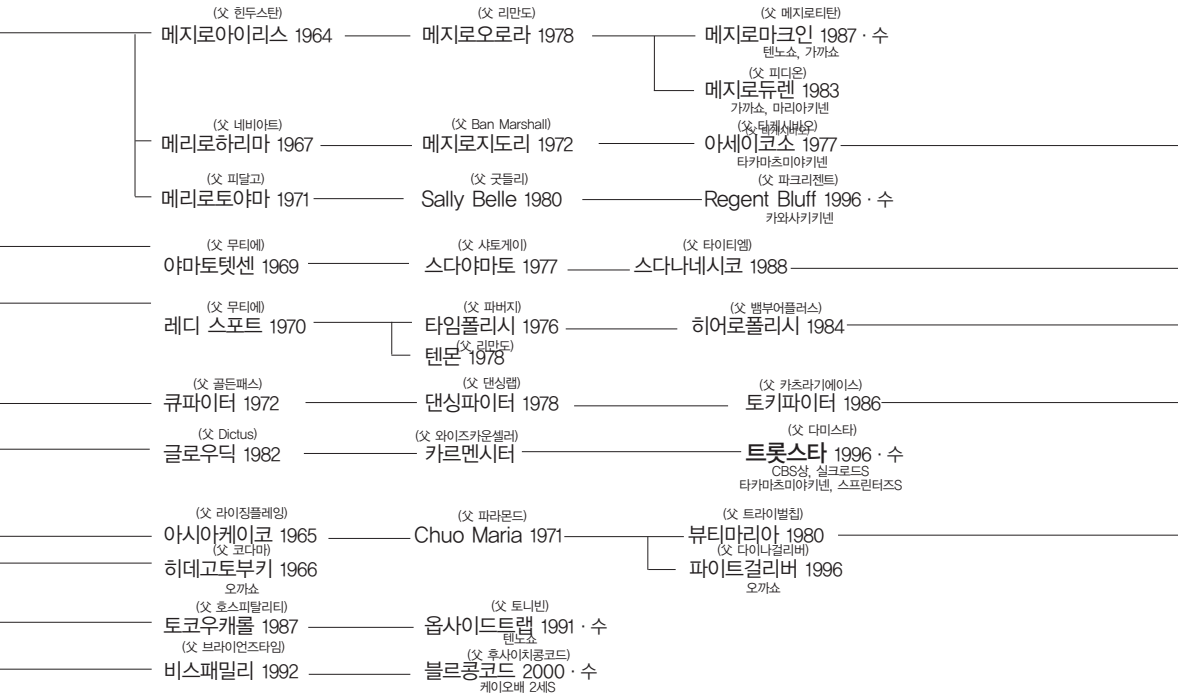 (父 힌두스탄) (父 리만도) (父 메지로티탄)
메지로아이리스 1964 메지로오로라 1978 메지로마크인 1987 · 수
텐노쇼, 가까쇼
(父 피디온)
메지로듀렌 1983
가까쇼, 마리아키넨
(父 네비아트) (父 Ban Marshall) (父 타케시바오)
(父 타케시바오)
메리로하리마 1967 메지로지도리 1972 아세이코소 1977
타카마츠미야키넨
(父 피달고) (父 굿들리) (父 파크리젠트)
메리로토야마 1971 Sally Belle 1980 Regent Bluff 1996 · 수
카와사키키넨
(父 무티에) (父 샤토게이) (父 타이티엠)
야마토텟센 1969 스다야마토 1977 스다나네시코 1988
(父 무티에) (父 파버지) (父 뱀부어플러스)
레디 스포트 1970 타임폴리시 1976 히어로폴리시 1984
(父 리만도)
텐몬 1978
(父 골든패스) (父 댄싱랩) (父 카츠라기에이스)
큐파이터 1972 댄싱파이터 1978 토키파이터 1986
(父 Dictus) (父 와이즈카운셀러) (父 다미스타)
글로우딕 1982 카르멘시터 트롯스타 1996 · 수
CBS상, 실크로드S
타카마츠미야키넨, 스프린터즈S
(父 라이징플레잉) (父 파라몬드) (父 트라이벌칩)
아시아케이코 1965 Chuo Maria 1971 뷰티마리아 1980
(父 코다마) (父 다이나걸리버)
히데고토부키 1966 파이트걸리버 1996
오까쇼 오까쇼
(父 호스피탈리티) (父 토니빈)
토코우캐롤 1987 옵사이드트랩 1991 · 수
텐노쇼
(父 브라이언즈타임) (父 후사이치콩코드)
비스패밀리 1992 블르콩코드 2000 · 수
케이오배 2세S